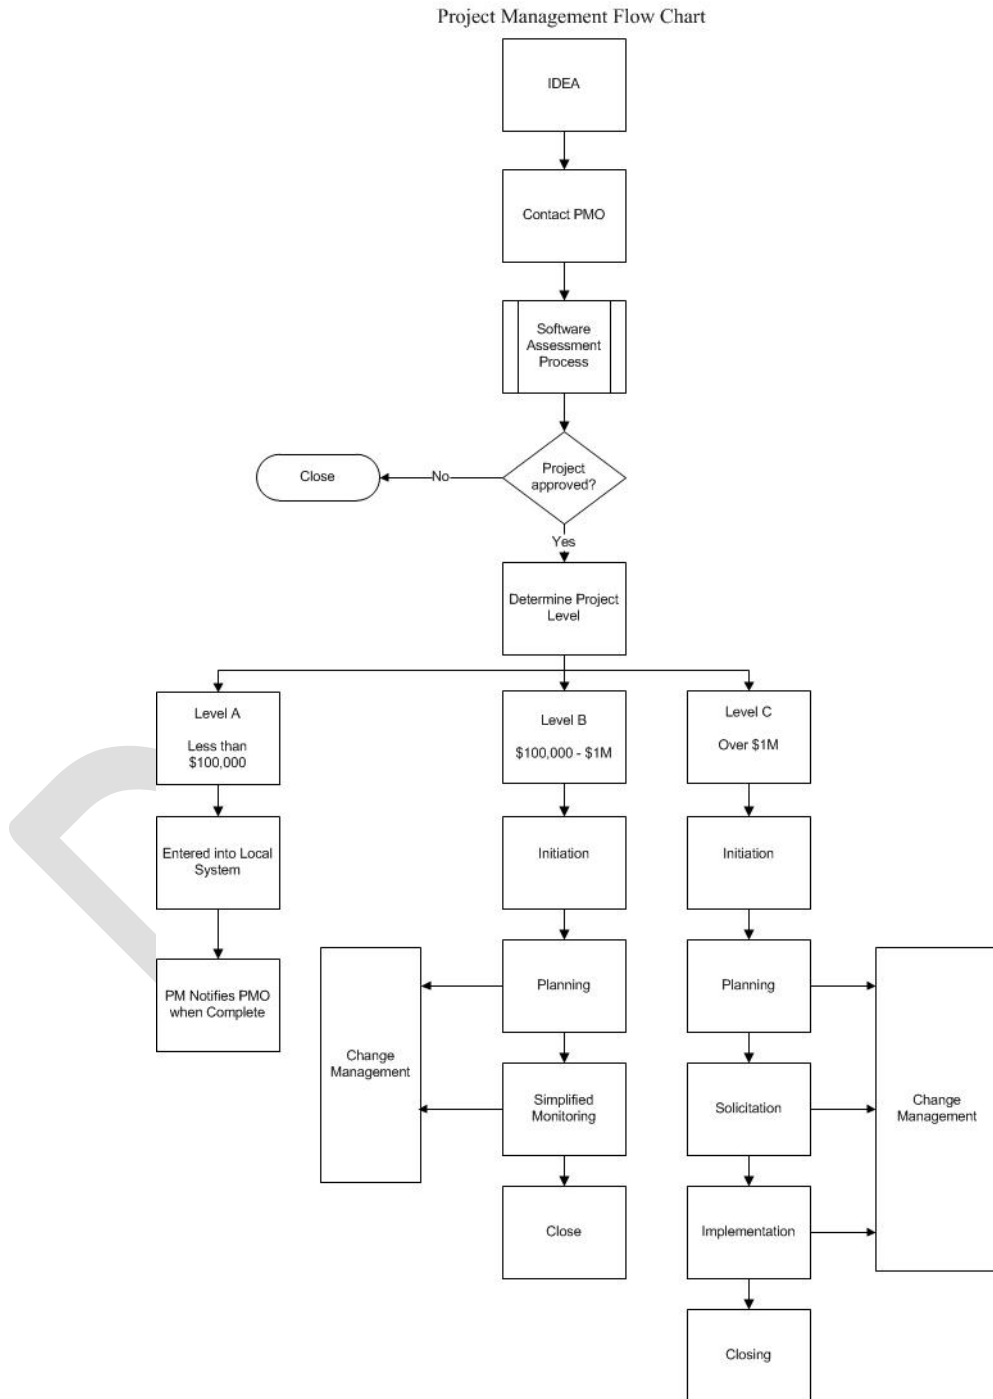 Project Management Flow Chart
IDEA
Contact PMO
Software
Assessment
Process
Project
approved?
No
Close
Yes
Determine Project
Level
Level A
Less than
$100,000
Entered into Local
System
PM Notifies PMO
when Complete
Level B
$100,000 - $1M
Initiation
Planning
Simplified
Monitoring
Close
Change
Management
Level C
Over $1M
Initiation
Planning
Solicitation
Implementation
Closing
Change
Management